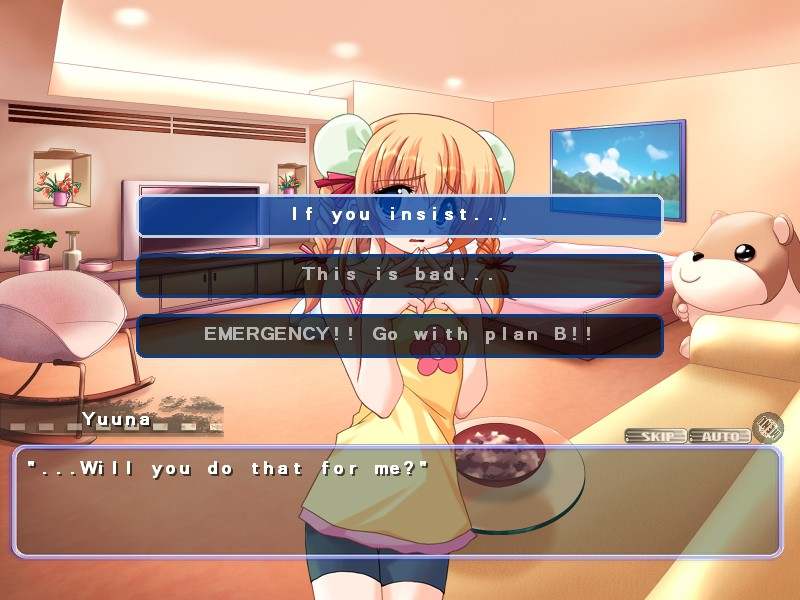 If you insist...
This is bad...
EMERGENCY!! Go with plan B!!
Yuuna
SKIP AUTO
"...Will you do that for me?"